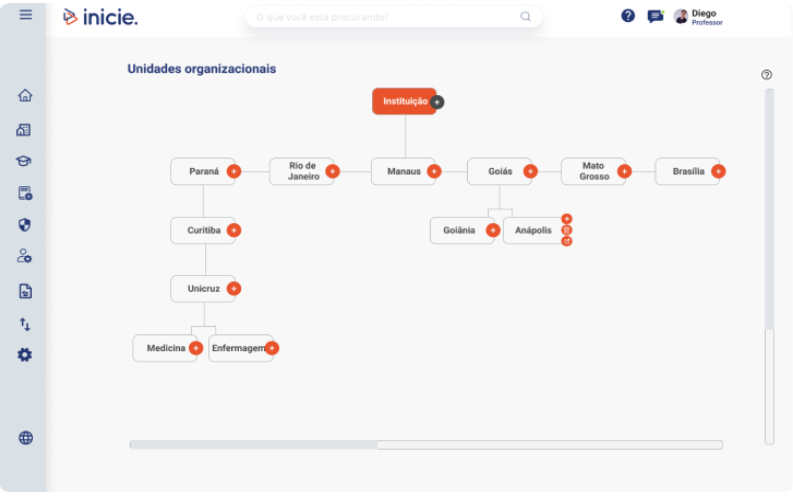 inicie.
O que você está procurando?
Diego
Professor
Unidades organizacionais
Instituição
Paraná
Rio de
Janeiro
Manaus
Goiás
Mato
Grosso
Brasília
Curitiba
Goiânia
Anápolis
Unicruz
Medicina
Enfermagem